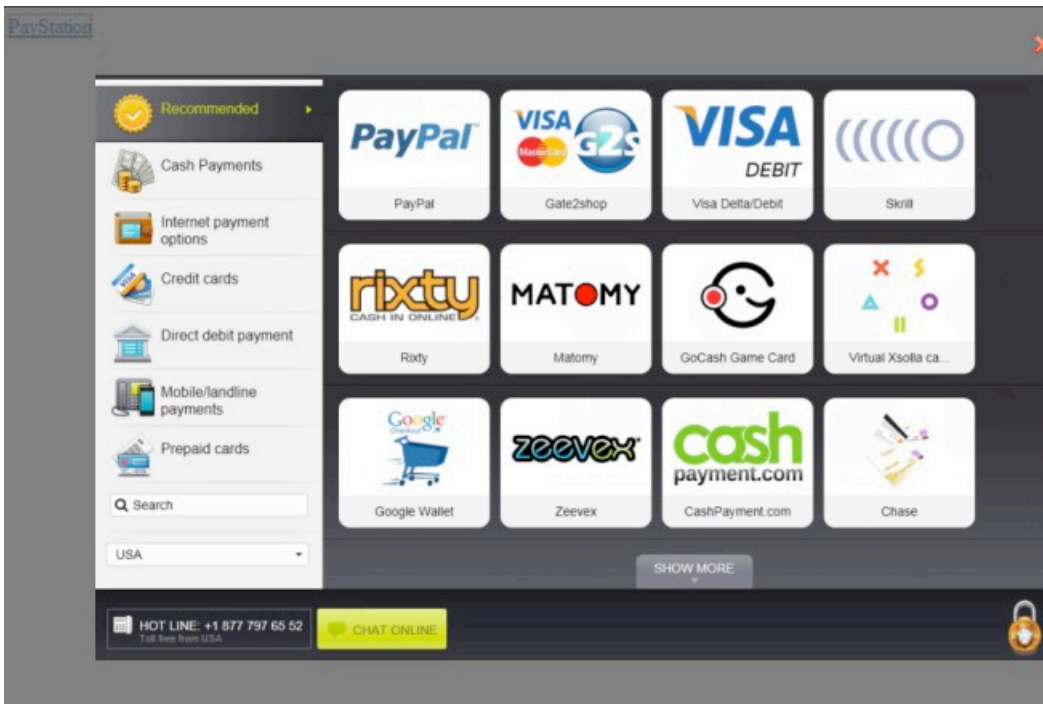 PayStation
Recommended
Cash Payments
Internet payment
options
Credit cards
Direct debit payment
Mobile/landline
payments
Prepaid cards
Search
USA
PayPal
PayPal
VISA
MasterCard
G2S
Gate2shop
VISA
DEBIT
Visa Delta/Debit
Skrill
rixty
CASH IN ONLINE
Rixty
MATOMY
Matomy
GoCash Game Card
Virtual Xsolla ca...
Google
Checkout
Google Wallet
zeevex
Zeevex
cash
payment.com
CashPayment.com
Chase
SHOW MORE
HOT LINE: +1 877 797 65 52
Toll free from USA
CHAT ONLINE